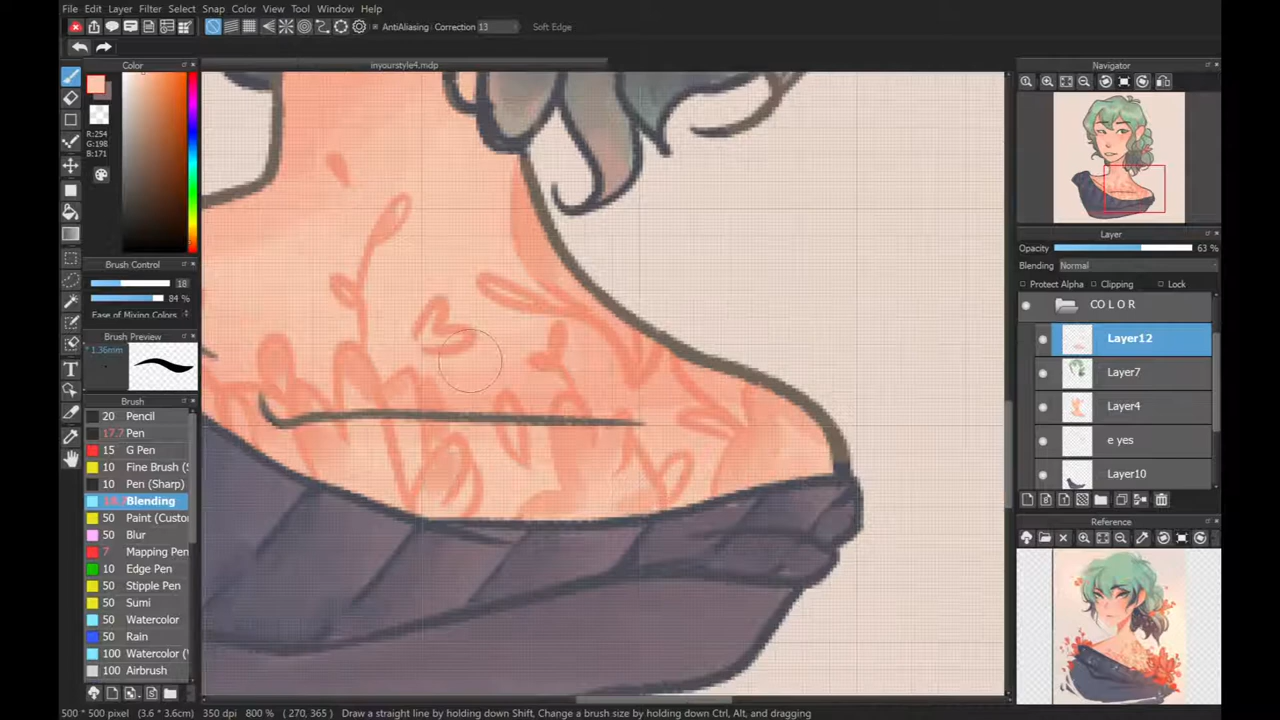 File Edit Layer Filter Select Snap Color View Tool Window Help
AntiAliasing Correction 13 Soft Edge
inyourstyle4.mdp
Color
R:254
G:198
B:171
Brush Control
18
84 %
Ease of Mixing Colors
Brush Preview
* 1.36mm
Brush
20 Pencil
17.7 Pen
15 G Pen
10 Fine Brush (S
10 Pen (Sharp)
Blending
50 Paint (Custo
50 Blur
7 Mapping Pen
10 Edge Pen
50 Stipple Pen
50 Sumi
50 Watercolor
50 Rain
100 Watercolor (
100 Airbrush
Navigator
Layer
Opacity 63 %
Blending Normal
Protect Alpha Clipping Lock
C O L O R
Layer12
Layer7
Layer4
e yes
Layer10
Reference
500 * 500 pixel (3.6 * 3.6cm) 350 dpi 800 % ( 270, 365 ) Draw a straight line by holding down Shift, Change a brush size by holding down Ctrl, Alt, and dragging